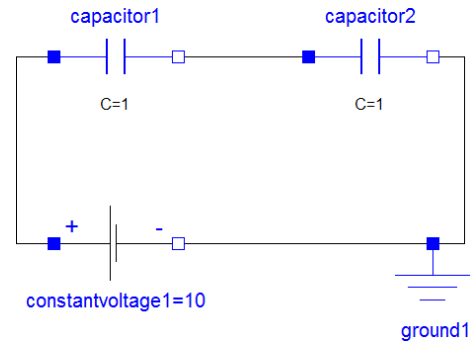 capacitor1
capacitor2
C=1
C=1
+
-
constantvoltage1=10
ground1